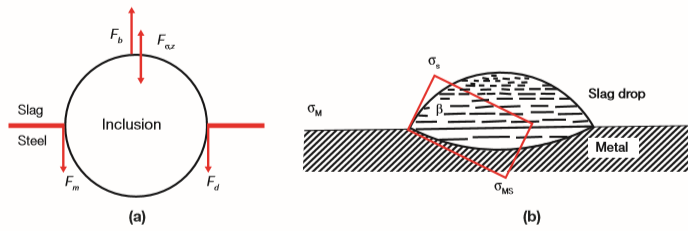 F_b
F_σ,z
Slag
Steel
Inclusion
F_m
F_d
(a)
σ_s
σ_M
β
Slag drop
Metal
σ_MS
(b)